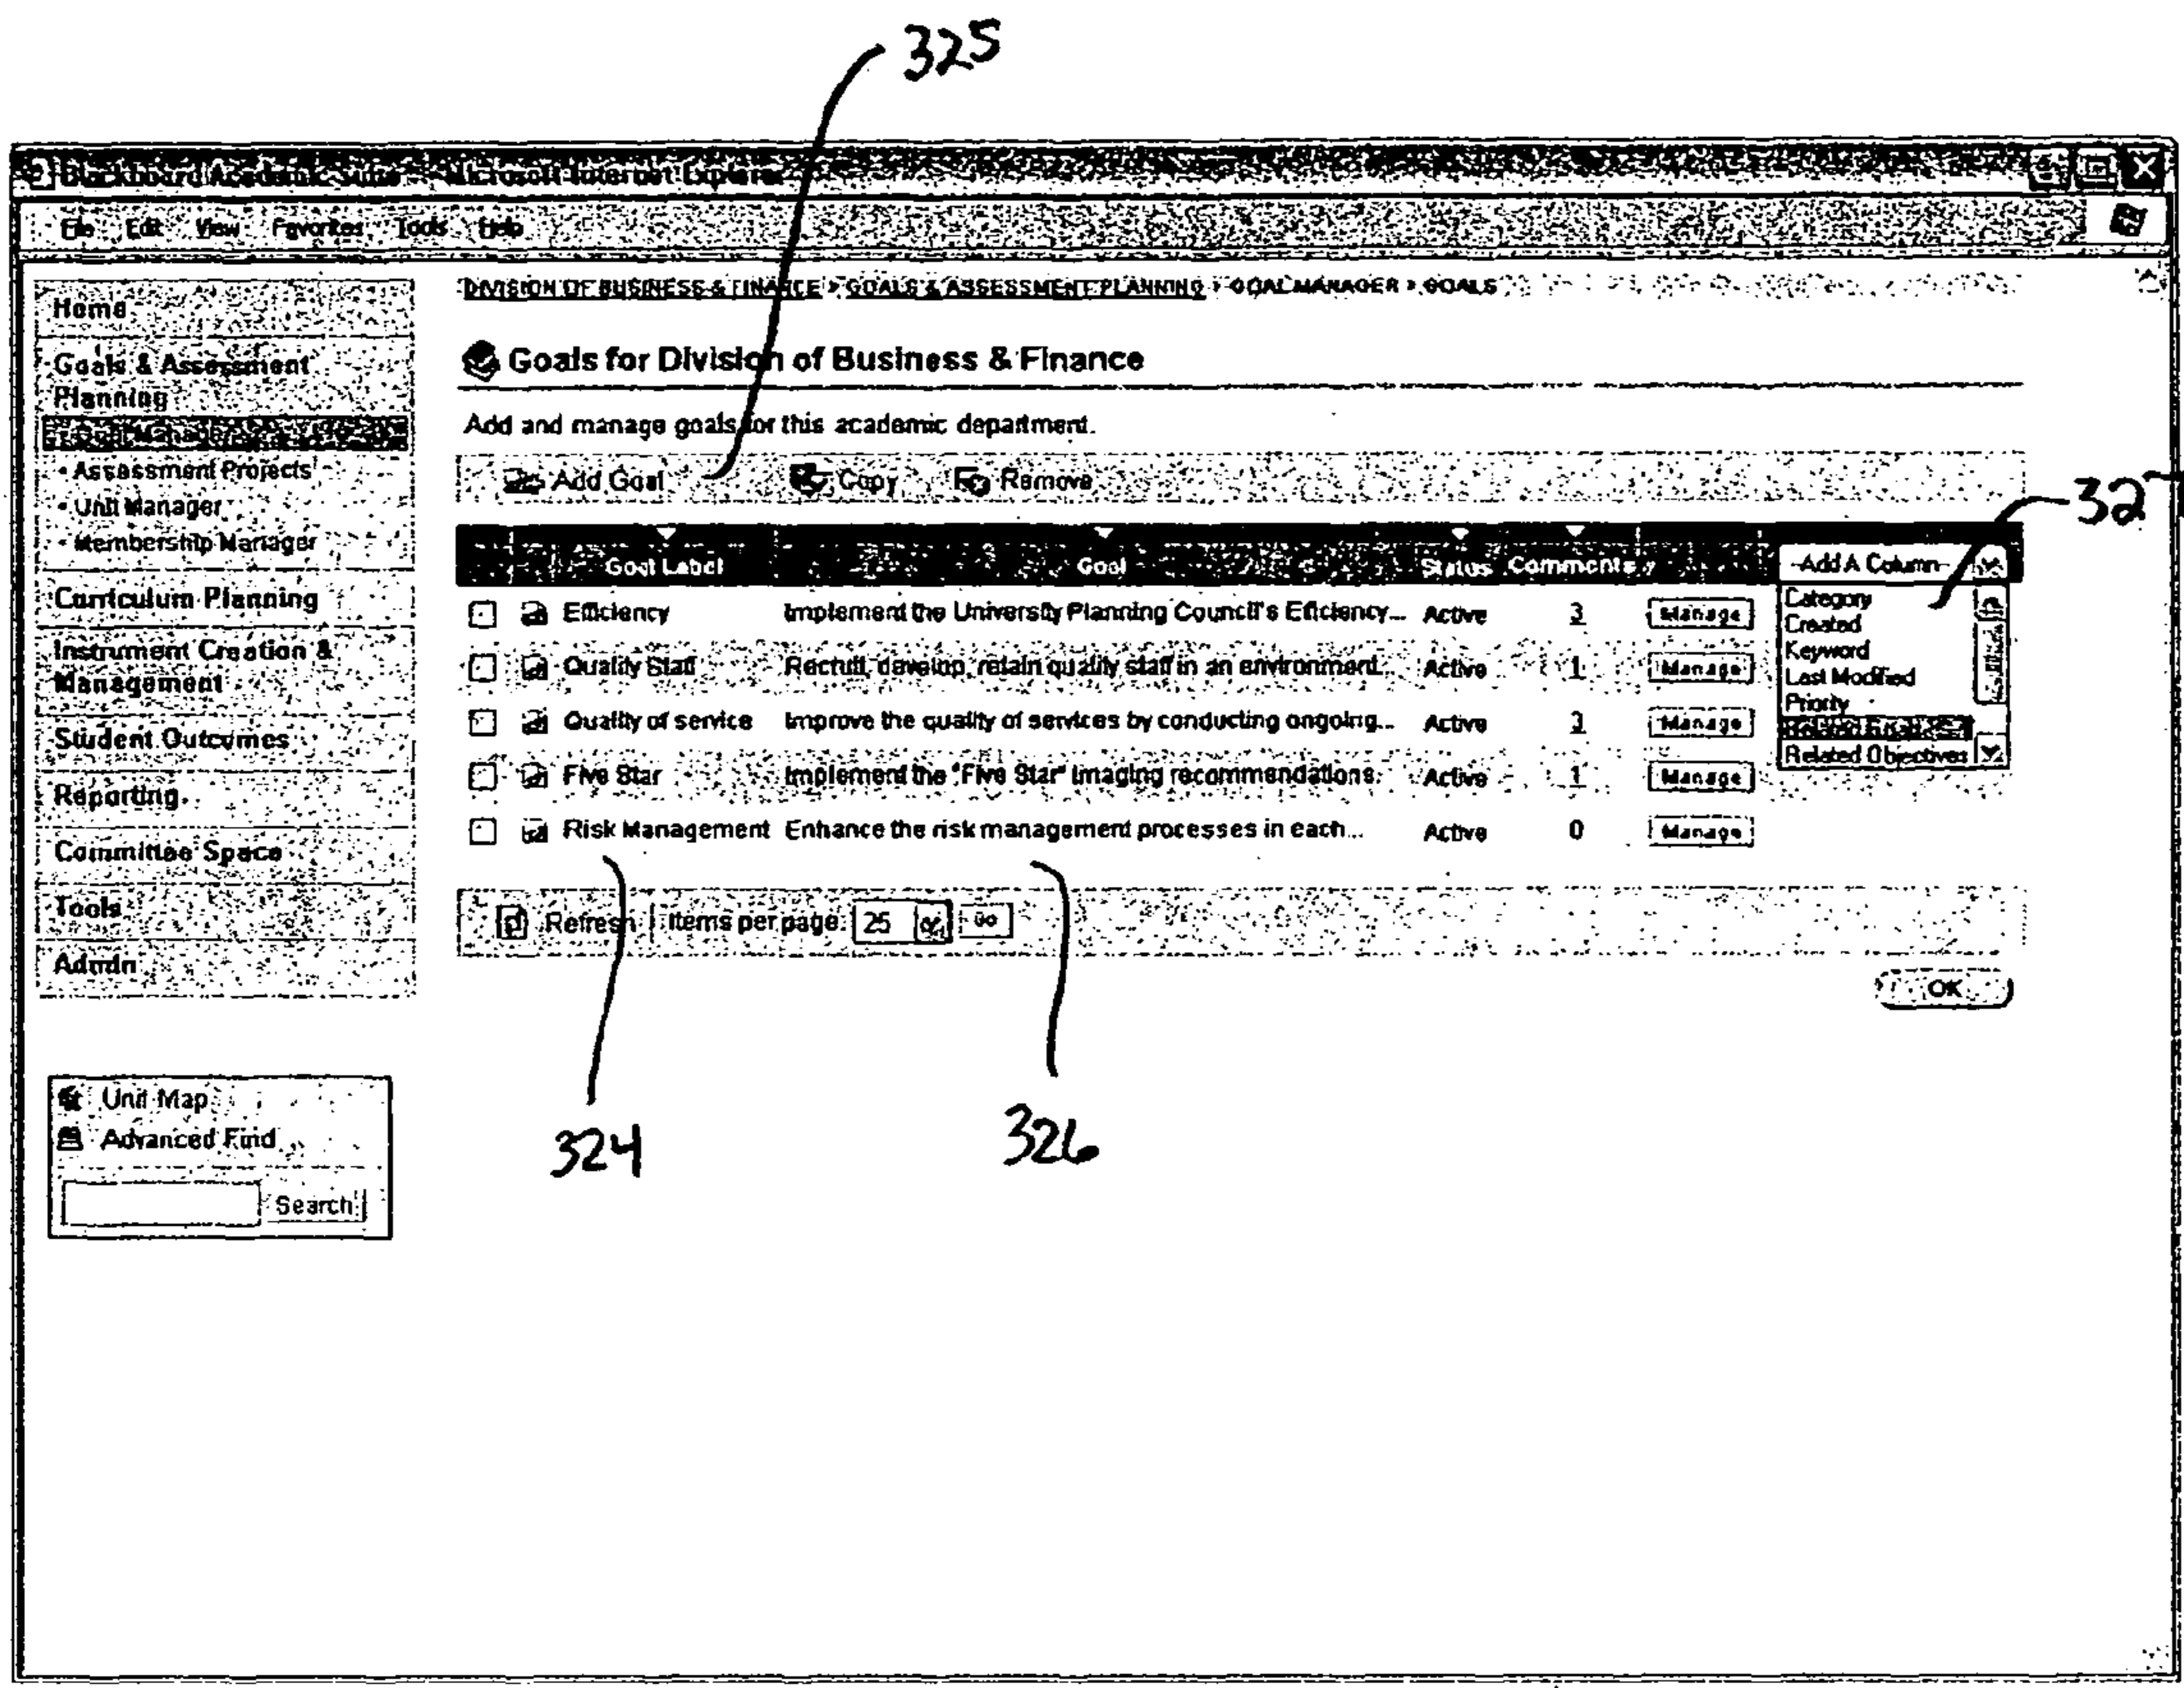 325
Blackboard Academic Suite - Microsoft Internet Explorer
File Edit View Favorites Tools Help
DIVISION OF BUSINESS & FINANCE > GOALS & ASSESSMENT PLANNING > GOAL MANAGER > GOALS
Home
Goals & Assessment
Planning
Goal Manager
• Assessment Projects
• Unit Manager
• Membership Manager
Curriculum Planning
Instrument Creation &
Management
Student Outcomes
Reporting
Committee Space
Tools
Admin
Unit Map
Advanced Find
Search
Goals for Division of Business & Finance
Add and manage goals for this academic department.
Add Goal Copy Remove
32
Goal Label Goal Status Comments -Add A Column-
Efficiency Implement the University Planning Council's Efficiency... Active 3 Manage
Quality Staff Recruit, develop, retain quality staff in an environment... Active 1 Manage
Quality of service Improve the quality of services by conducting ongoing... Active 3 Manage
Five Star Implement the "Five Star" imaging recommendations. Active 1 Manage
Risk Management Enhance the risk management processes in each... Active 0 Manage
Category
Created
Keyword
Last Modified
Priority
Related Goals
Related Objectives
Refresh | Items per page 25 Go
OK
324
326